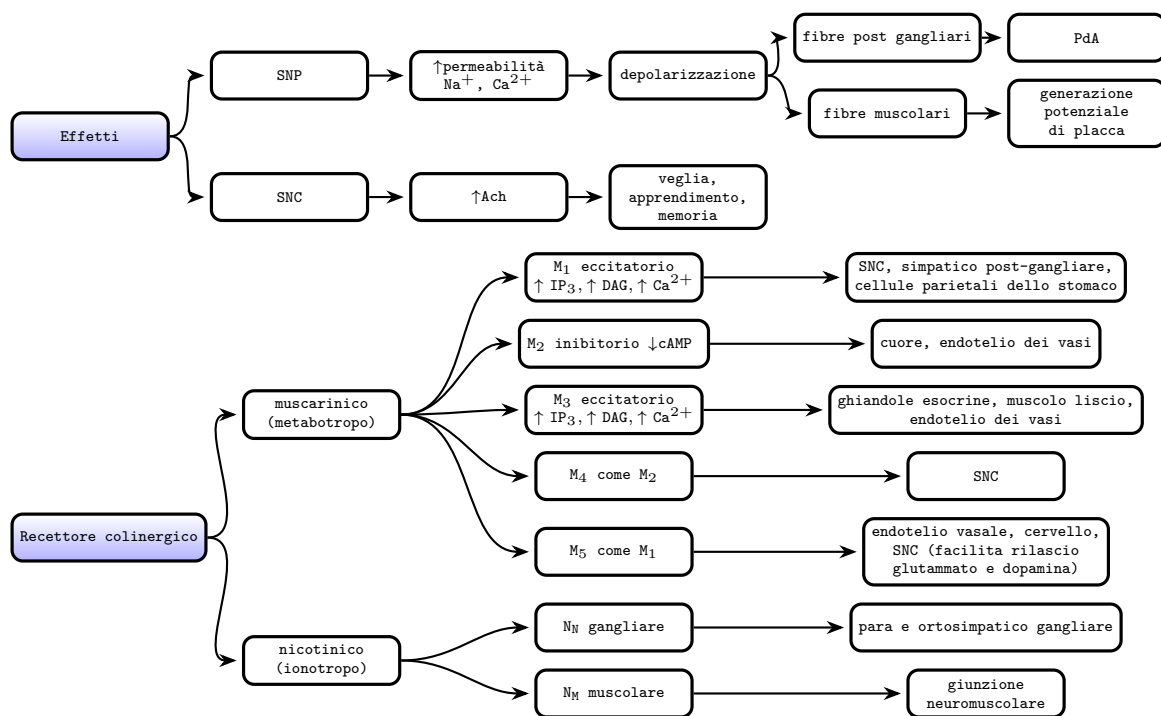 Effetti
SNP
↑permeabilità
Na⁺, Ca²⁺
depolarizzazione
fibre post gangliari
PdA
fibre muscolari
generazione
potenziale
di placca
SNC
↑Ach
veglia,
apprendimento,
memoria
Recettore colinergico
muscarinico
(metabotropo)
M₁ eccitatorio
↑ IP₃,↑ DAG,↑ Ca²⁺
SNC, simpatico post-gangliare,
cellule parietali dello stomaco
M₂ inibitorio ↓cAMP
cuore, endotelio dei vasi
M₃ eccitatorio
↑ IP₃,↑ DAG,↑ Ca²⁺
ghiandole esocrine, muscolo liscio,
endotelio dei vasi
M₄ come M₂
SNC
M₅ come M₁
endotelio vasale, cervello,
SNC (facilita rilascio
glutammato e dopamina)
nicotinico
(ionotropo)
N_N gangliare
para e ortosimpatico gangliare
N_M muscolare
giunzione
neuromuscolare